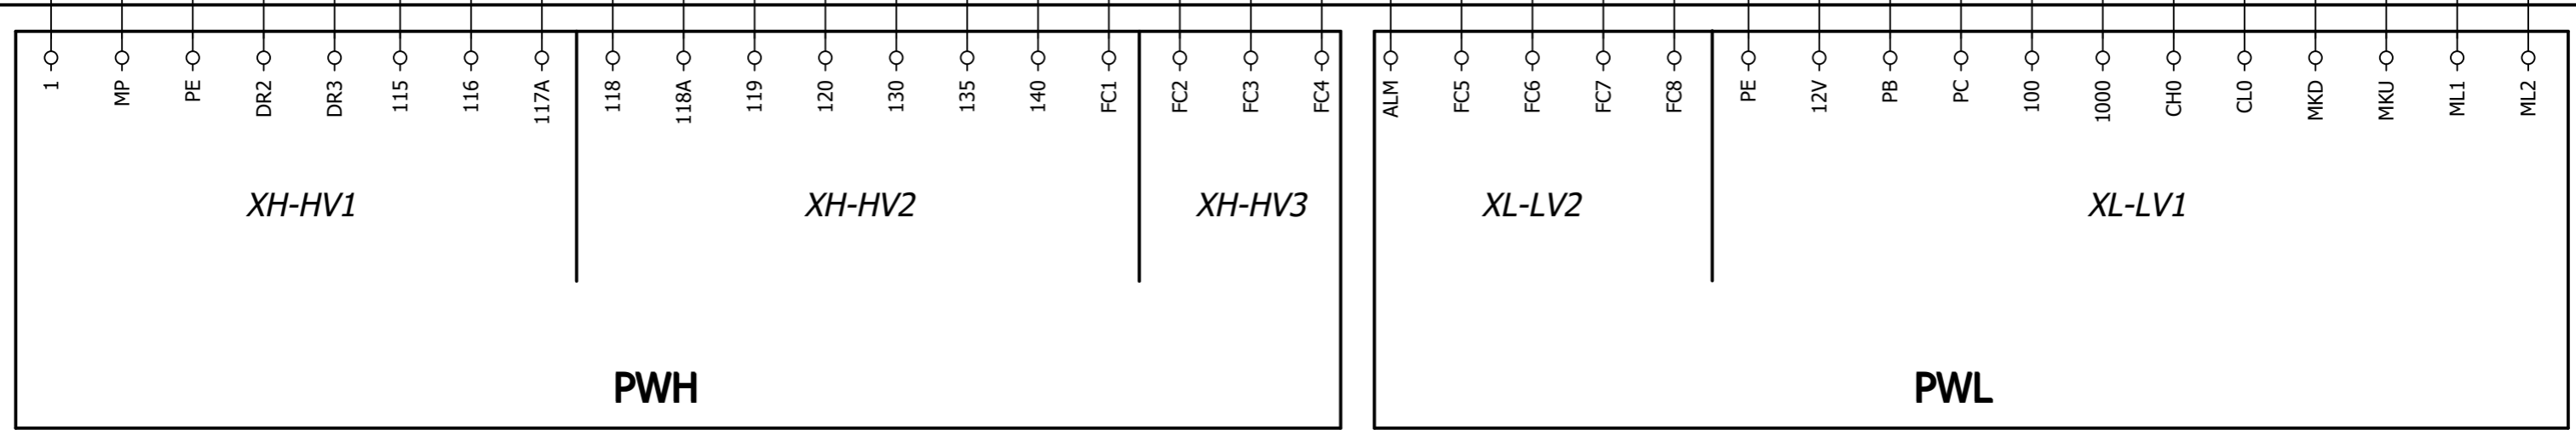 1 MP PE DR2 DR3 115 116 117A 118 118A 119 120 130 135 140 FC1 FC2 FC3 FC4 ALM FC5 FC6 FC7 FC8 PE 12V PB PC 100 1000 CH0 CL0 MKD MKU ML1 ML2
XH-HV1 XH-HV2 XH-HV3 XL-LV2 XL-LV1
PWH PWL